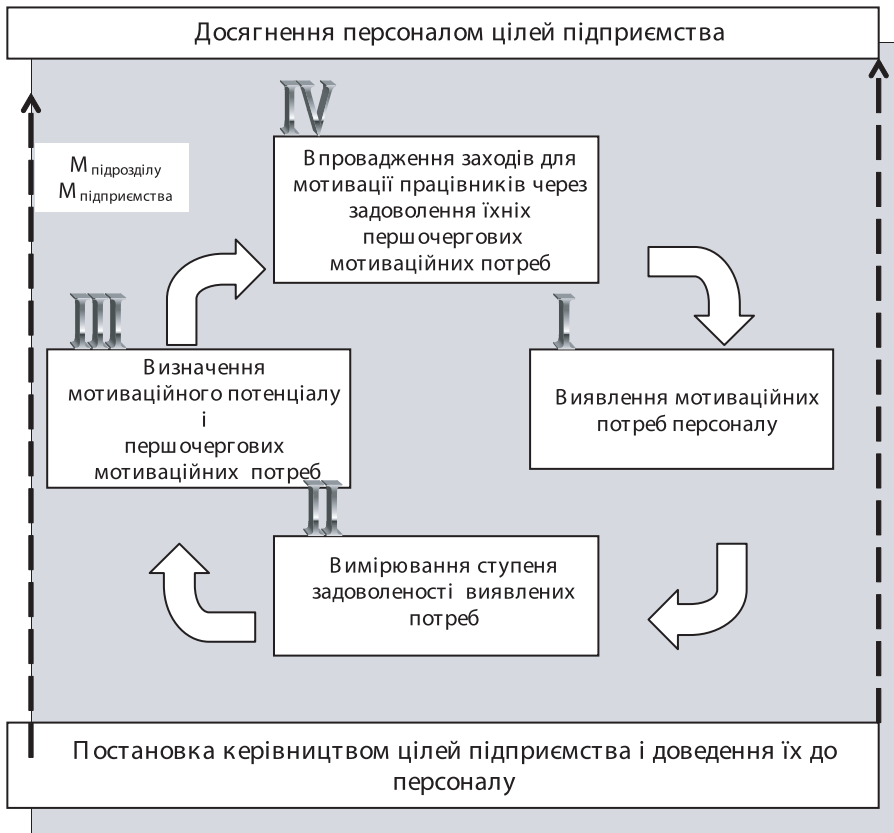 Досягнення персоналом цілей підприємства
IV
Впровадження заходів для
мотивації працівників через
задоволення їхніх
першочергових
мотиваційних потреб
М підрозділу
М підприємства
III
Визначення
мотиваційного потенціалу
і
першочергових
мотиваційних потреб
I
Виявлення мотиваційних
потреб персоналу
II
Вимірювання ступеня
задоволеності виявлених
потреб
Постановка керівництвом цілей підприємства і доведення їх до
персоналу